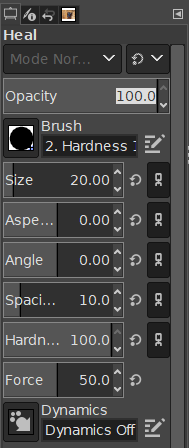 Heal
Mode Nor...
Opacity 100.0
Brush
2. Hardness
Size 20.00
Aspe... 0.00
Angle 0.00
Spaci... 10.0
Hardn... 100.0
Force 50.0
Dynamics
Dynamics Off